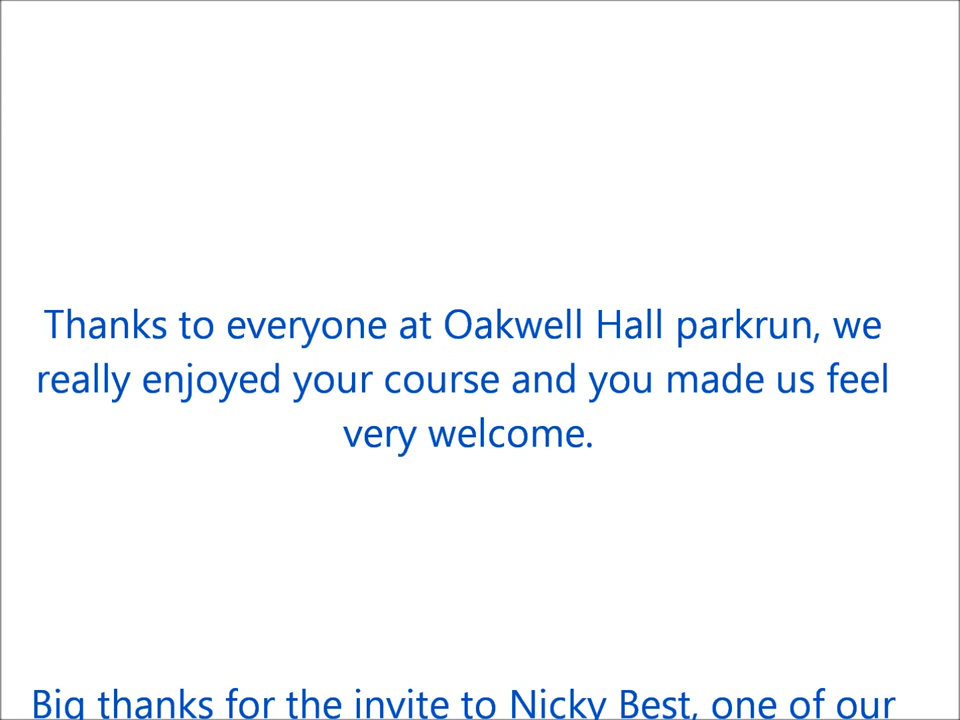 Thanks to everyone at Oakwell Hall parkrun, we
really enjoyed your course and you made us feel
very welcome.
Big thanks for the invite to Nicky Best, one of our